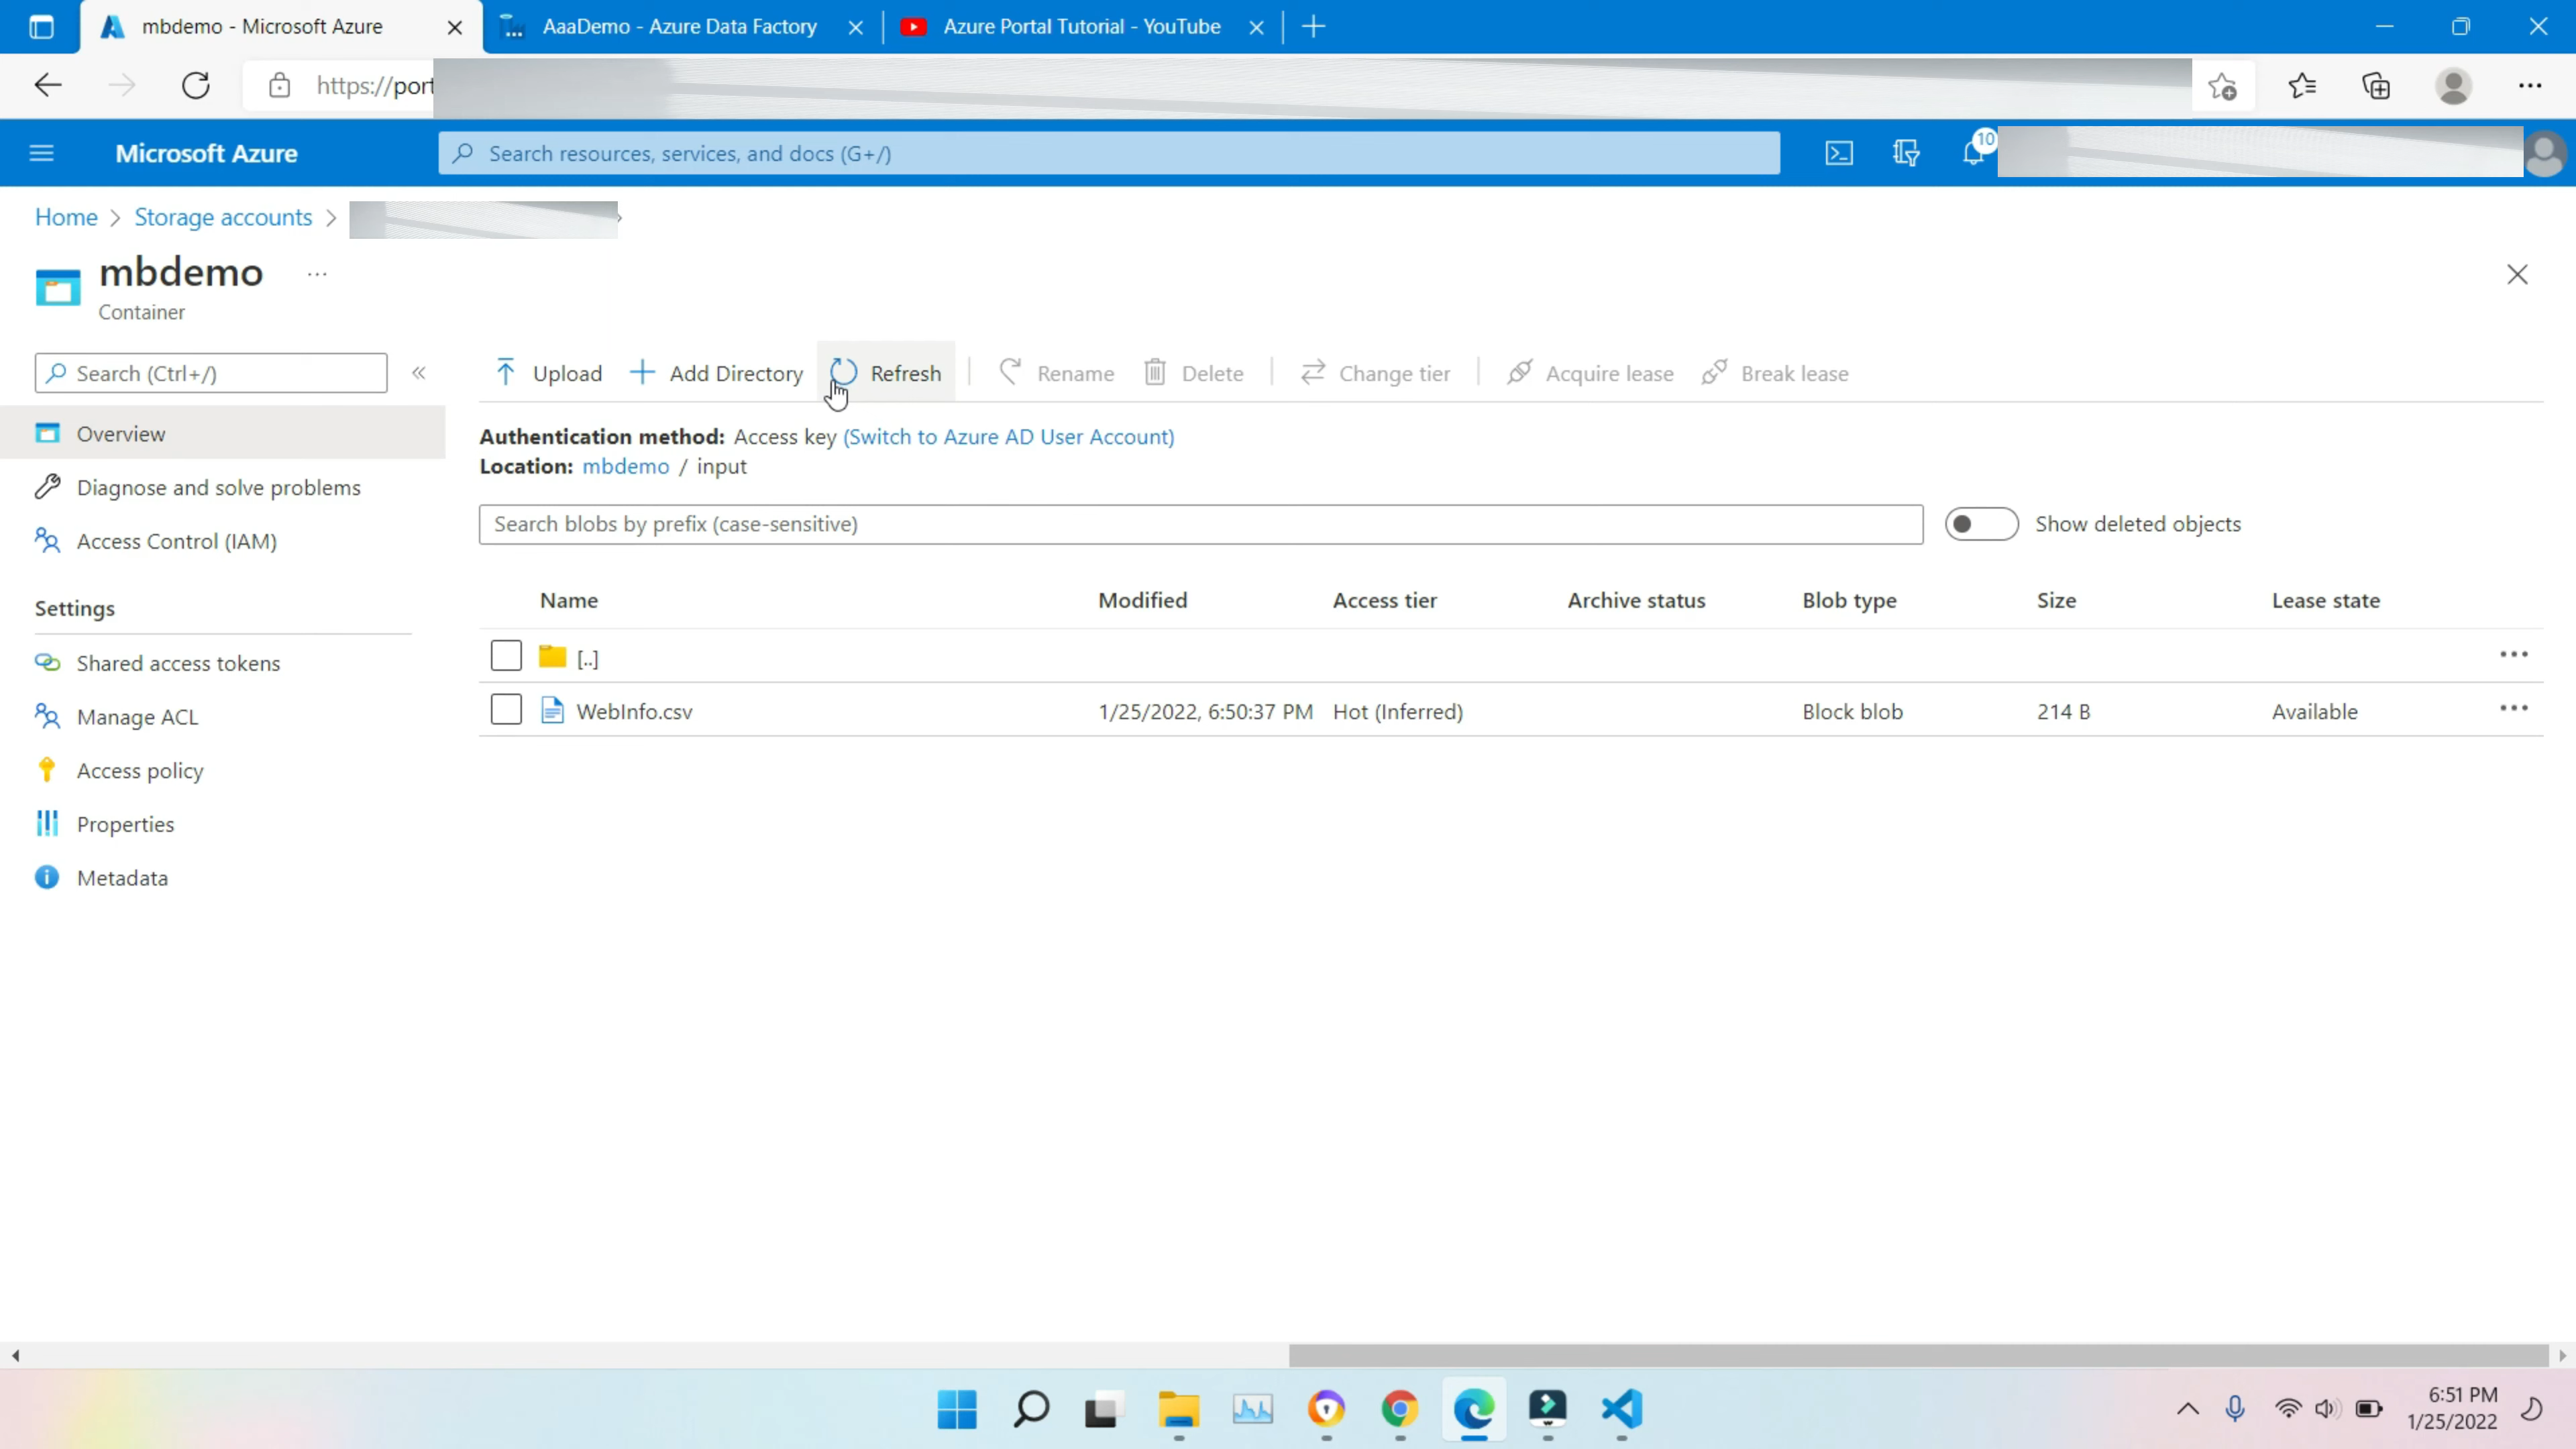 mbdemo - Microsoft Azure
AaaDemo - Azure Data Factory
Azure Portal Tutorial - YouTube
https://port
Microsoft Azure
Search resources, services, and docs (G+/)
10
Home > Storage accounts >
mbdemo ...
Container
Search (Ctrl+/)
Upload
Add Directory
Refresh
Rename
Delete
Change tier
Acquire lease
Break lease
Overview
Diagnose and solve problems
Access Control (IAM)
Settings
Shared access tokens
Manage ACL
Access policy
Properties
Metadata
Authentication method: Access key (Switch to Azure AD User Account)
Location: mbdemo / input
Search blobs by prefix (case-sensitive)
Show deleted objects
Name Modified Access tier Archive status Blob type Size Lease state
[..]
WebInfo.csv 1/25/2022, 6:50:37 PM Hot (Inferred) Block blob 214 B Available
6:51 PM
1/25/2022